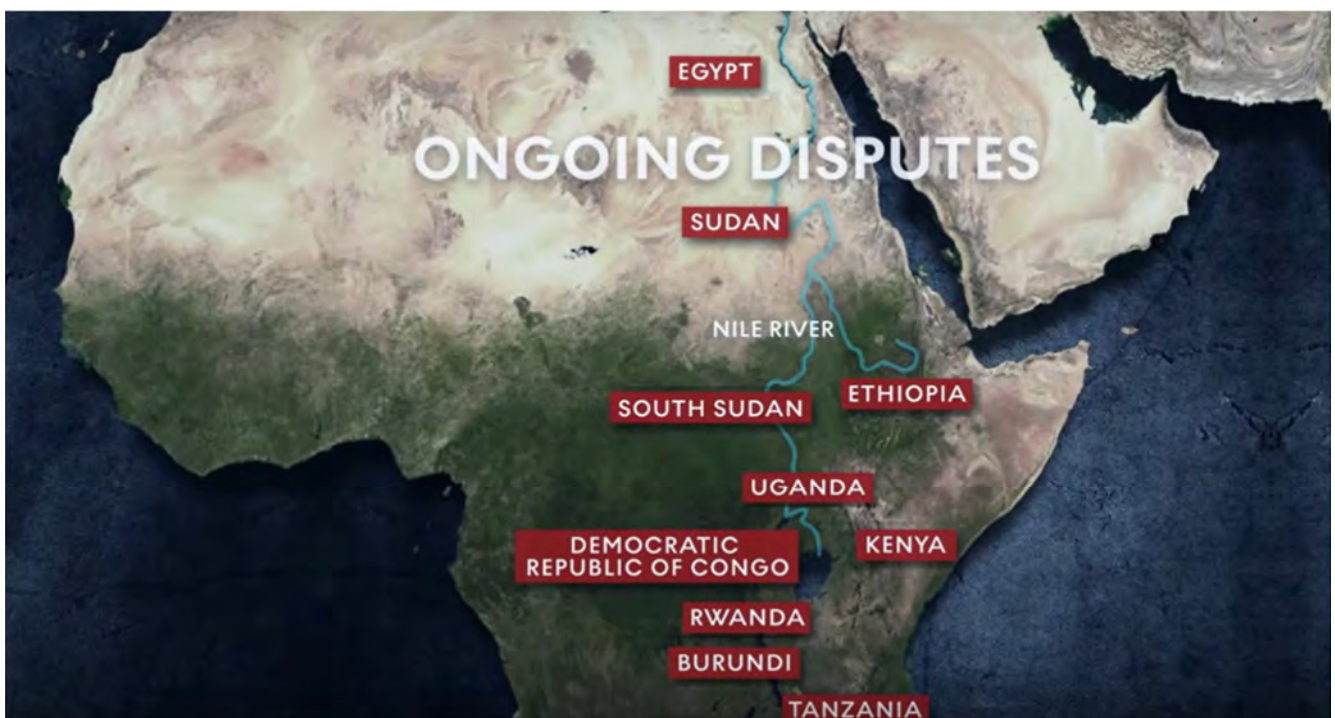 EGYPT
ONGOING DISPUTES
SUDAN
NILE RIVER
ETHIOPIA
SOUTH SUDAN
UGANDA
DEMOCRATIC
REPUBLIC OF CONGO
KENYA
RWANDA
BURUNDI
TANZANIA